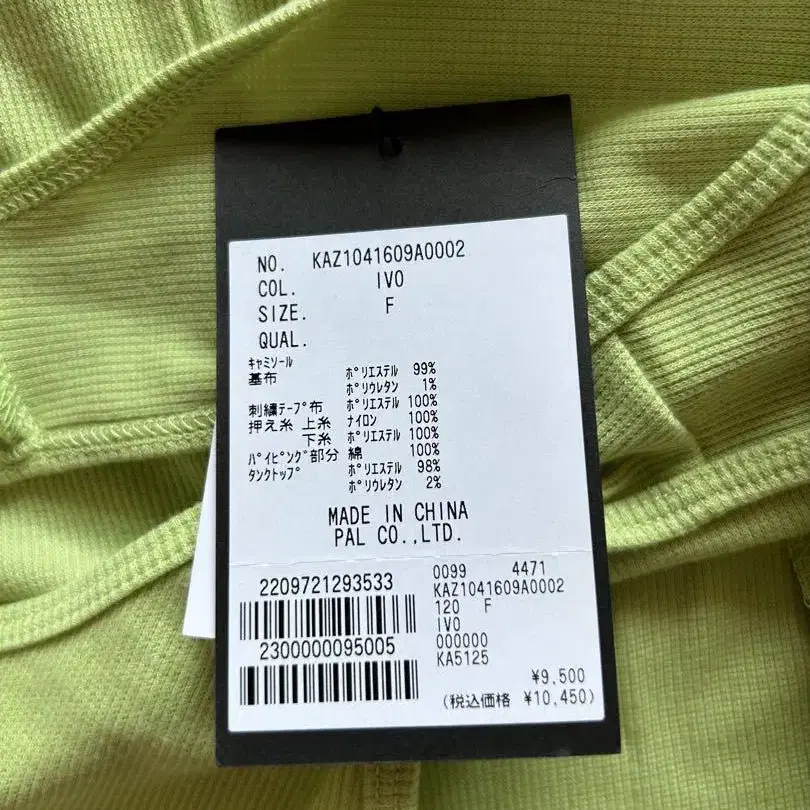 NO. KAZ1041609A0002
COL. IVO
SIZE. F
QUAL.
ｷｬﾐｿｰﾙ
基布 ﾎﾟﾘｴｽﾃﾙ 99%
ﾎﾟﾘｳﾚﾀﾝ 1%
刺繍ﾃｰﾌﾟ布 ﾎﾟﾘｴｽﾃﾙ 100%
押え糸 上糸 ﾅｲﾛﾝ 100%
下糸 ﾎﾟﾘｴｽﾃﾙ 100%
ﾊﾟｲﾋﾟﾝｸﾞ部分 綿 100%
ﾀﾝｸﾄｯﾌﾟ ﾎﾟﾘｴｽﾃﾙ 98%
ﾎﾟﾘｳﾚﾀﾝ 2%
MADE IN CHINA
PAL CO.,LTD.
2209721293533
2300000095005
0099 4471
KAZ1041609A0002
120 F
IVO
000000
KA5125
¥9,500
(税込価格 ¥10,450)